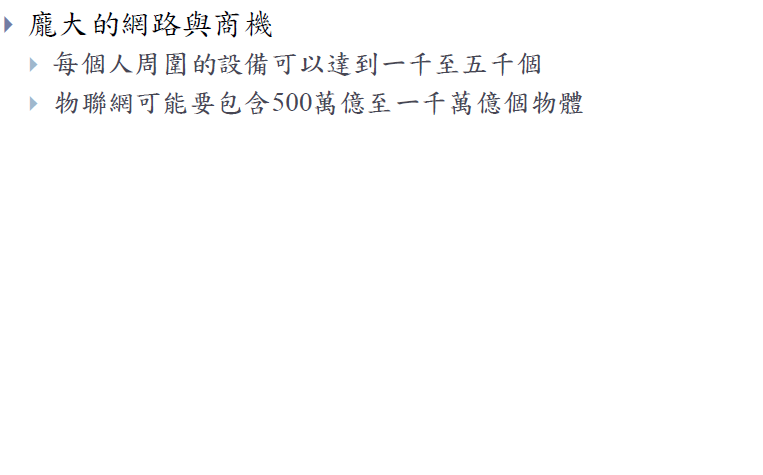 龐大的網路與商機
每個人周圍的設備可以達到一千至五千個
物聯網可能要包含500萬億至一千萬億個物體